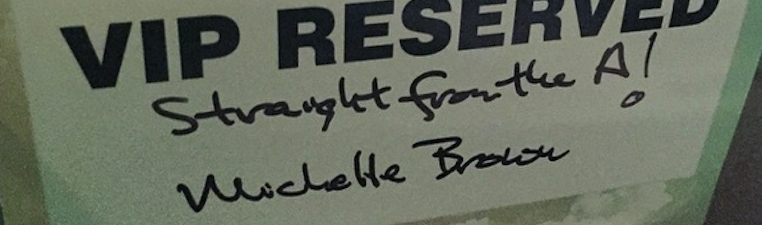 VIP RESERVED
Straight from the A!
Michelle Brown